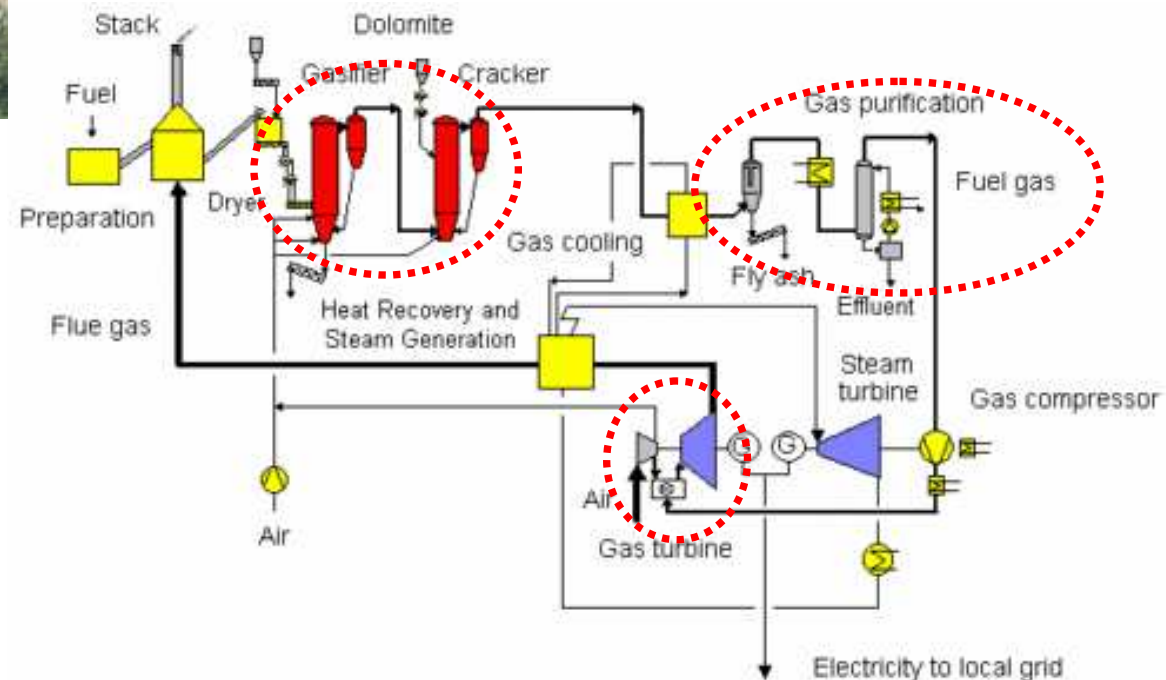 Stack
Dolomite
Gasifier
Cracker
Fuel
Gas purification
Fuel gas
Preparation
Dryer
Gas cooling
Fly ash
Effluent
Heat Recovery and
Steam Generation
Flue gas
Steam
turbine
Gas compressor
G
G
Air
Air
Gas turbine
Electricity to local grid